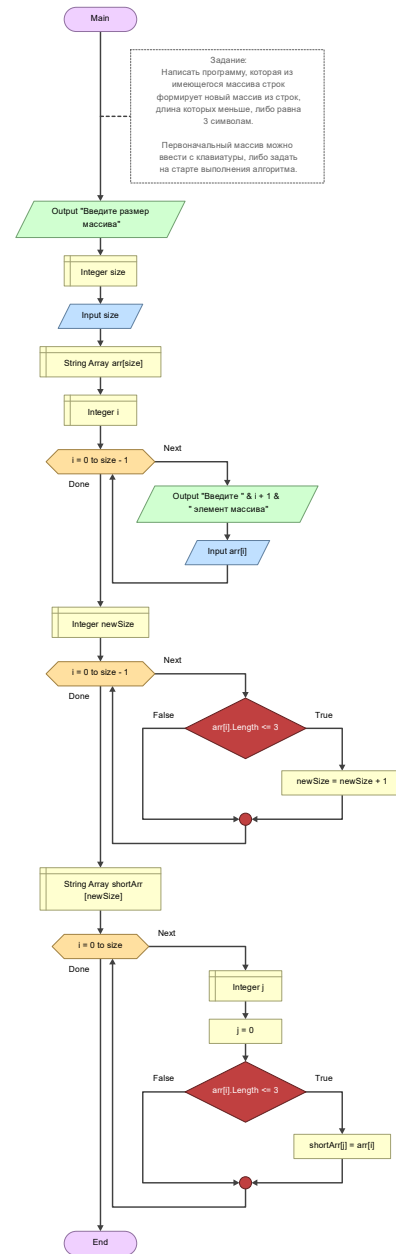 Main
Задание:
Написать программу, которая из
имеющегося массива строк
формирует новый массив из строк,
длина которых меньше, либо равна
3 символам.
Первоначальный массив можно
ввести с клавиатуры, либо задать
на старте выполнения алгоритма.
Output "Введите размер
массива"
Integer size
Input size
String Array arr[size]
Integer i
i = 0 to size - 1
Next
Done
Output "Введите " & i + 1 &
" элемент массива"
Input arr[i]
Integer newSize
i = 0 to size - 1
Next
Done
False
arr[i].Length <= 3
True
newSize = newSize + 1
String Array shortArr
[newSize]
i = 0 to size
Next
Done
Integer j
j = 0
False
arr[i].Length <= 3
True
shortArr[j] = arr[i]
End